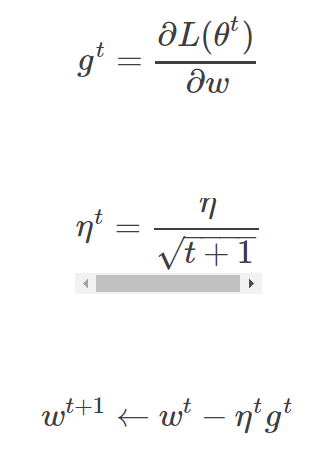 g^t = ∂L(θ^t) / ∂w
η^t = η / √(t + 1)
w^{t+1} ← w^t − η^t g^t